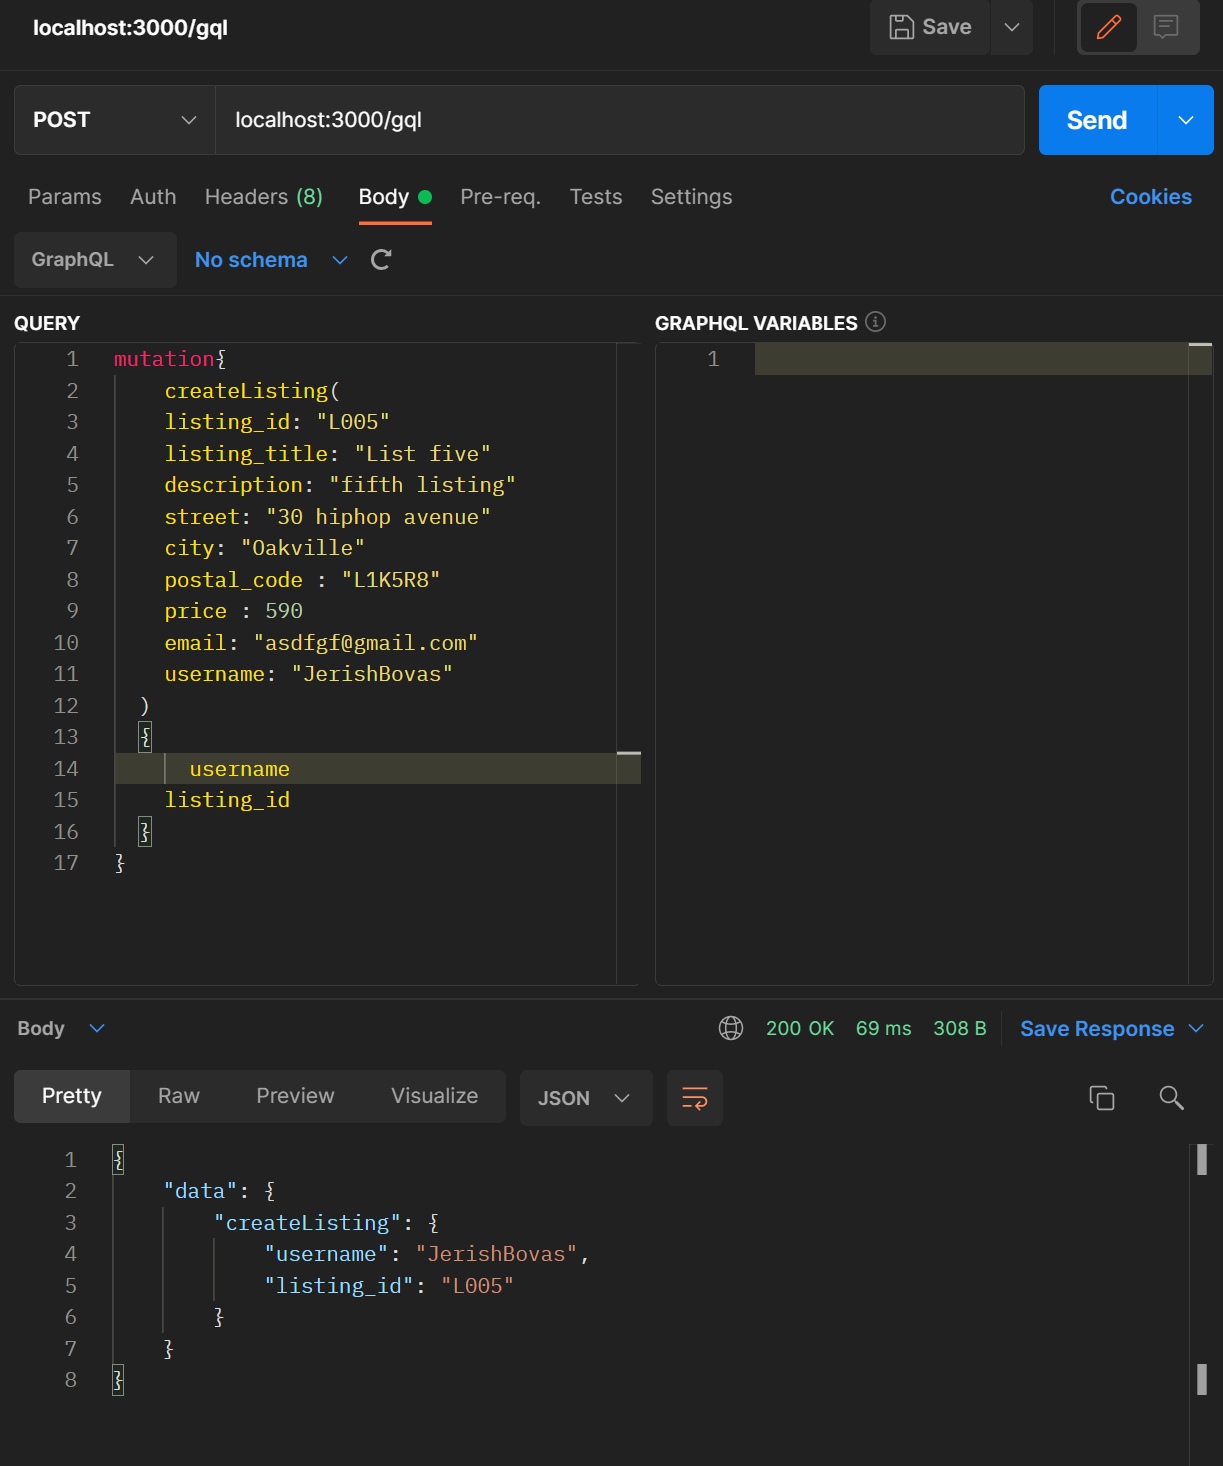 localhost:3000/gql
Save
POST
localhost:3000/gql
Send
Params Auth Headers (8) Body Pre-req. Tests Settings Cookies
GraphQL No schema
QUERY
1 mutation{
2 createListing(
3 listing_id: "L005"
4 listing_title: "List five"
5 description: "fifth listing"
6 street: "30 hiphop avenue"
7 city: "Oakville"
8 postal_code : "L1K5R8"
9 price : 590
10 email: "asdfgf@gmail.com"
11 username: "JerishBovas"
12 )
13 {
14 username
15 listing_id
16 }
17 }
GRAPHQL VARIABLES
1
Body 200 OK 69 ms 308 B Save Response
Pretty Raw Preview Visualize JSON
1 {
2 "data": {
3 "createListing": {
4 "username": "JerishBovas",
5 "listing_id": "L005"
6 }
7 }
8 }